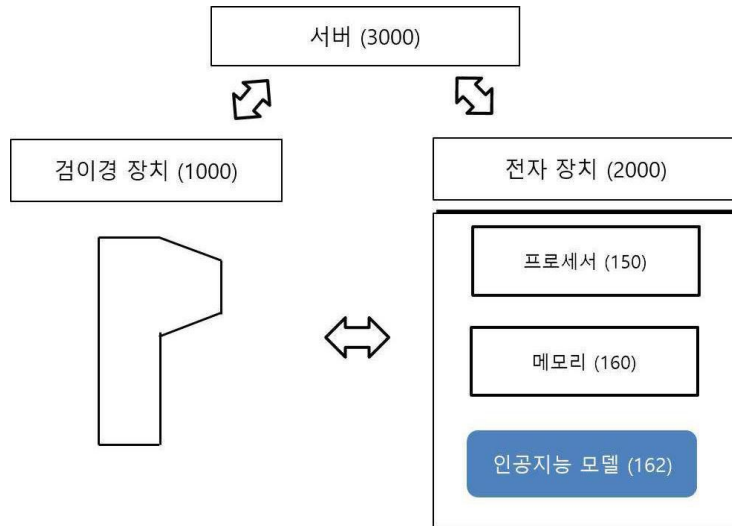 서버 (3000)
검이경 장치 (1000)
전자 장치 (2000)
프로세서 (150)
메모리 (160)
인공지능 모델 (162)